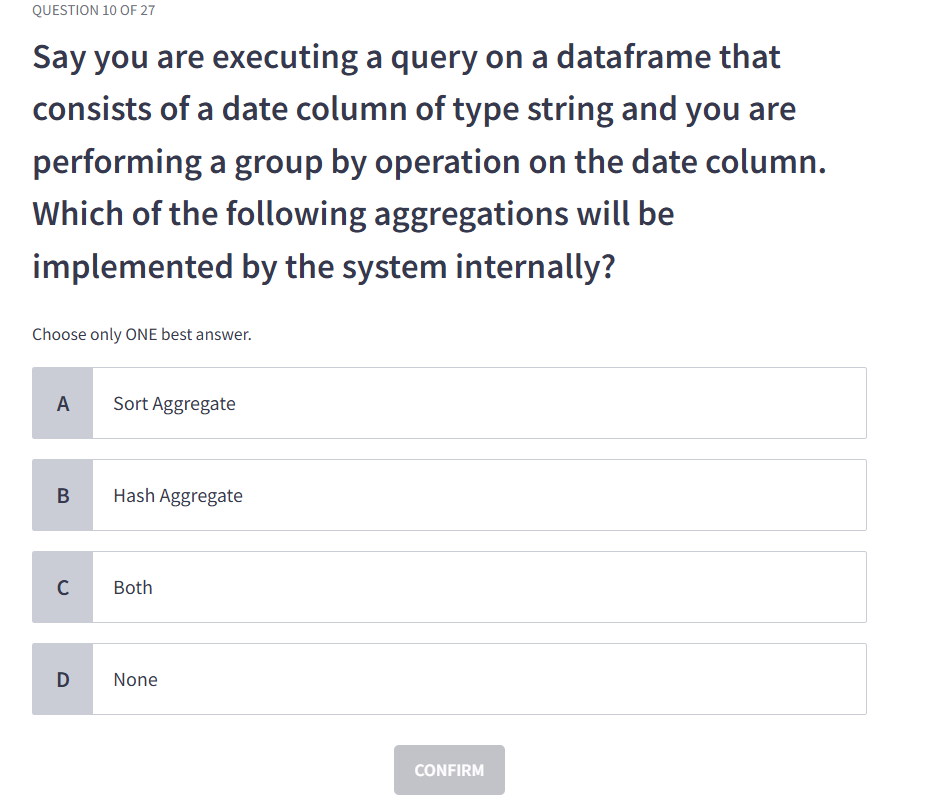 QUESTION 10 OF 27
Say you are executing a query on a dataframe that
consists of a date column of type string and you are
performing a group by operation on the date column.
Which of the following aggregations will be
implemented by the system internally?
Choose only ONE best answer.
A Sort Aggregate
B Hash Aggregate
C Both
D None
CONFIRM